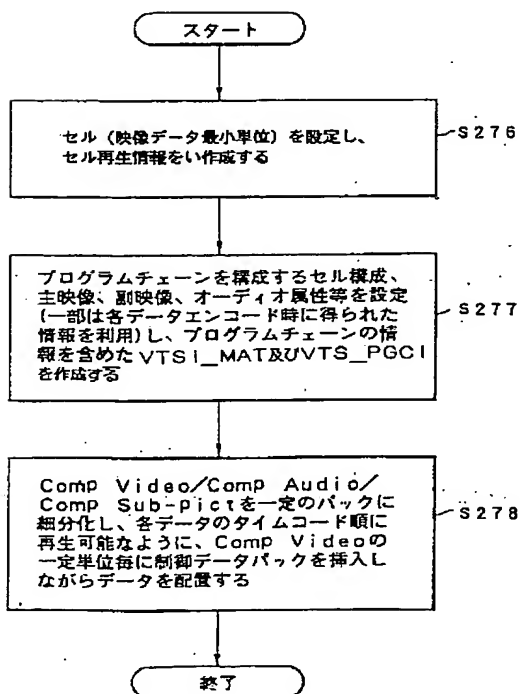 スタート
セル（映像データ最小単位）を設定し、
セル再生情報をい作成する
S276
プログラムチェーンを構成するセル構成、
主映像、副映像、オーディオ属性等を設定
(一部は各データエンコード時に得られた
情報を利用)し、プログラムチェーンの情
報を含めたVTSI_MAT及びVTS_PGCI
を作成する
S277
Comp Video/Comp Audio/
Comp Sub-pictを一定のパックに
細分化し、各データのタイムコード順に
再生可能なように、Comp Videoの
一定単位毎に制御データパックを挿入し
ながらデータを配置する
S278
終了